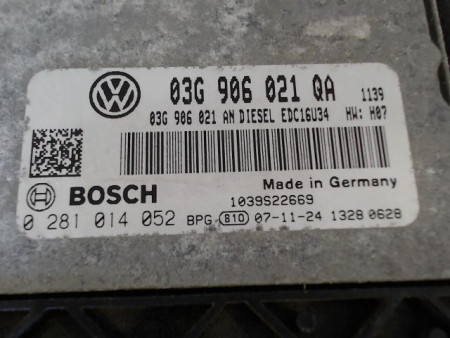 03G 906 021 QA 1139
03G 906 021 AN DIESEL EDC16U34 HW: H07
Made in Germany
BOSCH 1039S22669
0 281 014 052 BPG 810 07-11-24 1328 0628